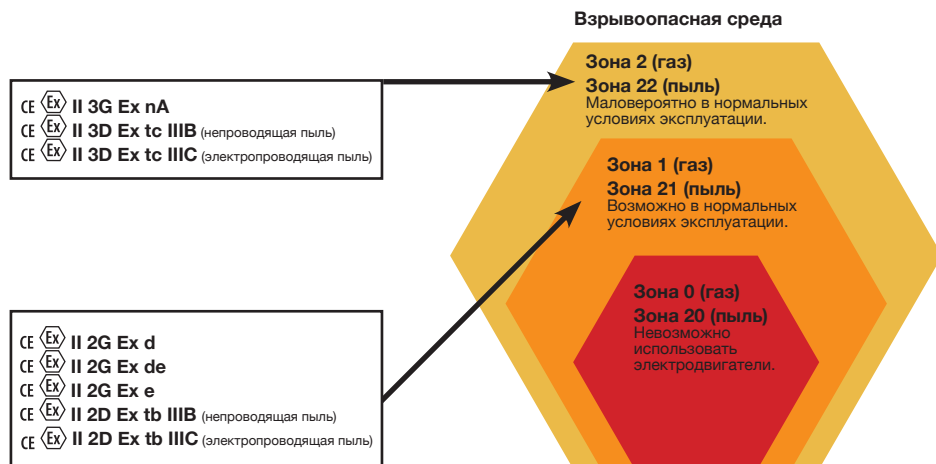 Взрывоопасная среда
Зона 2 (газ)
Зона 22 (пыль)
Маловероятно в нормальных
условиях эксплуатации.
CE Ex II 3G Ex nA
CE Ex II 3D Ex tc IIIB (непроводящая пыль)
CE Ex II 3D Ex tc IIIC (электропроводящая пыль)
Зона 1 (газ)
Зона 21 (пыль)
Возможно в нормальных
условиях эксплуатации.
Зона 0 (газ)
Зона 20 (пыль)
Невозможно
использовать
электродвигатели.
CE Ex II 2G Ex d
CE Ex II 2G Ex de
CE Ex II 2G Ex e
CE Ex II 2D Ex tb IIIB (непроводящая пыль)
CE Ex II 2D Ex tb IIIC (электропроводящая пыль)